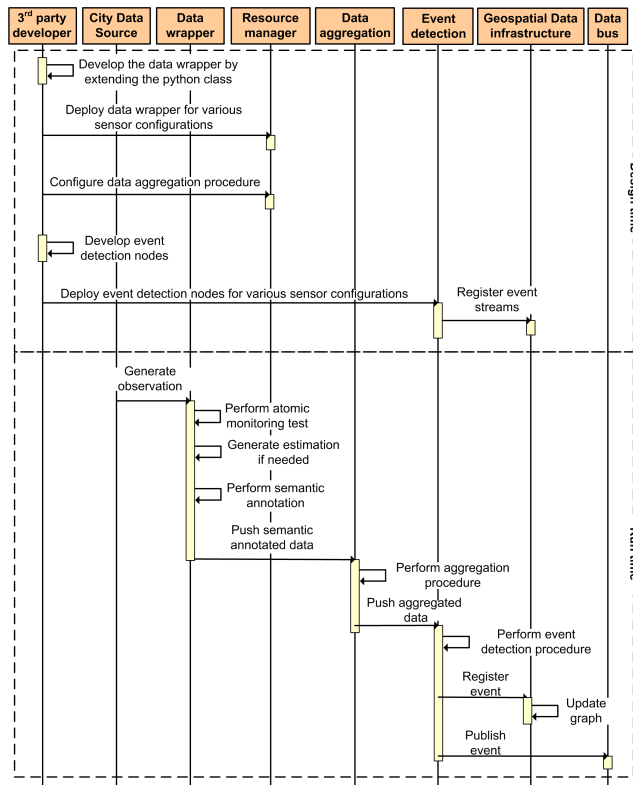 3rd party
developer
City Data
Source
Data
wrapper
Resource
manager
Data
aggregation
Event
detection
Geospatial Data
infrastructure
Data
bus
Develop the data wrapper by
extending the python class
Deploy data wrapper for various
sensor configurations
Configure data aggregation procedure
Develop event
detection nodes
Deploy event detection nodes for various sensor configurations
Register event
streams
Generate
observation
Perform atomic
monitoring test
Generate estimation
if needed
Perform semantic
annotation
Push semantic
annotated data
Perform aggregation
procedure
Push aggregated
data
Perform event
detection procedure
Register
event
Update
graph
Publish
event